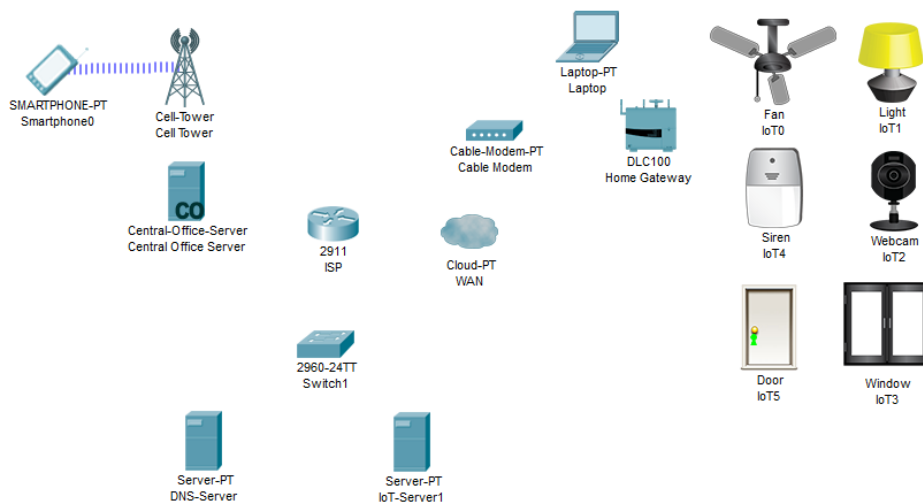 SMARTPHONE-PT
Smartphone0
Cell-Tower
Cell Tower
Laptop-PT
Laptop
Fan
IoT0
Light
IoT1
Cable-Modem-PT
Cable Modem
DLC100
Home Gateway
CO
Central-Office-Server
Central Office Server
2911
ISP
Cloud-PT
WAN
Siren
IoT4
Webcam
IoT2
2960-24TT
Switch1
Door
IoT5
Window
IoT3
Server-PT
DNS-Server
Server-PT
IoT-Server1